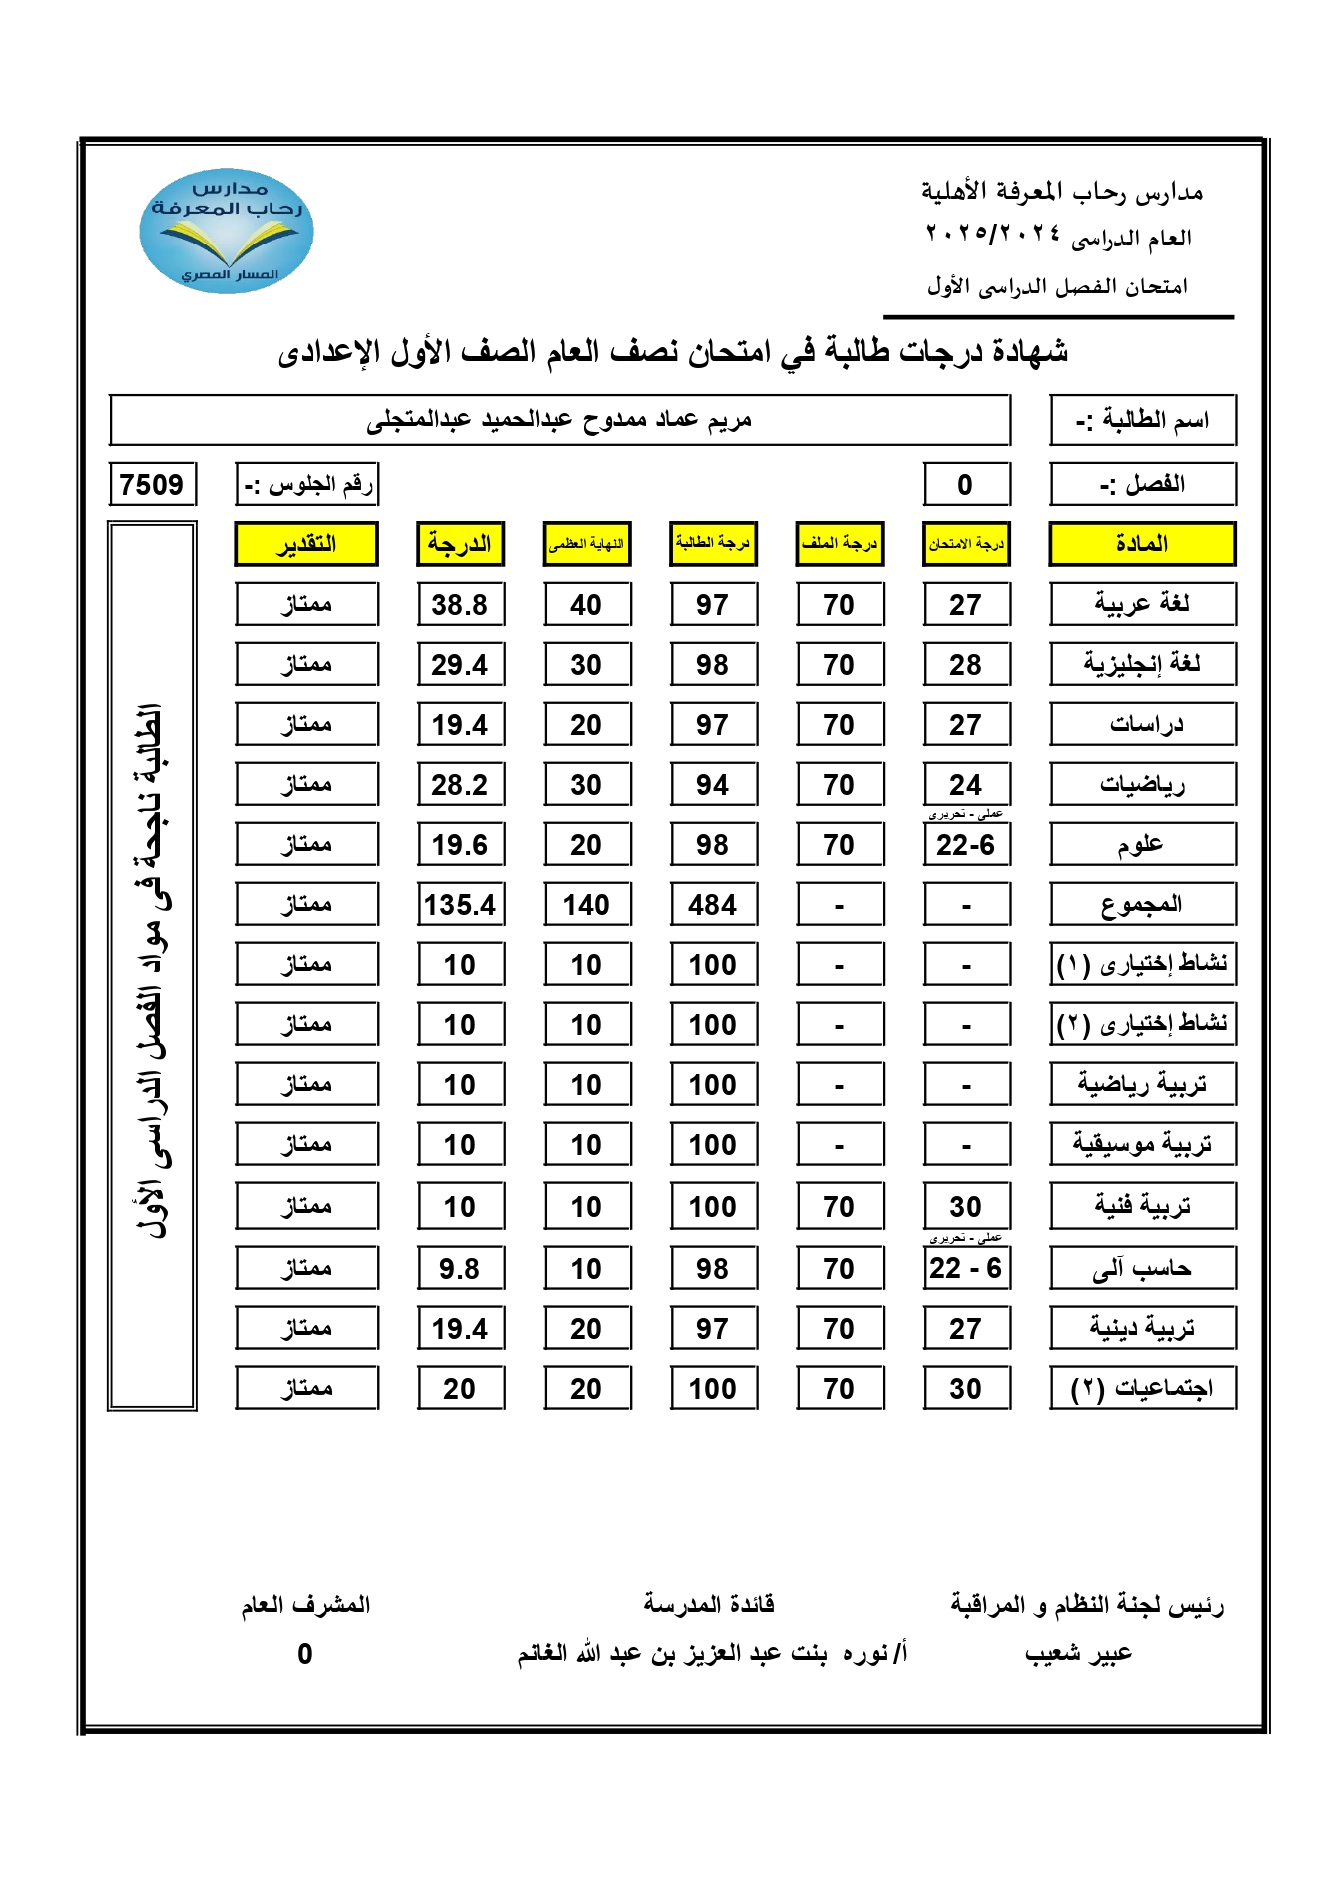 مدارس رحاب المعرفة الأهلية
العام الدراسى ٢٠٢٥/٢٠٢٤
امتحان الفصل الدراسى الأول
مدارس
رحاب المعرفة
المسار المصري
شهادة درجات طالبة في امتحان نصف العام الصف الأول الإعدادى
اسم الطالبة :- مريم عماد ممدوح عبدالحميد عبدالمتجلى
الفصل :- 0 رقم الجلوس :- 7509
المادة درجة الامتحان درجة الملف درجة الطالبة النهاية العظمى الدرجة التقدير
لغة عربية 27 70 97 40 38.8 ممتاز
لغة إنجليزية 28 70 98 30 29.4 ممتاز
دراسات 27 70 97 20 19.4 ممتاز
رياضيات 24 70 94 30 28.2 ممتاز
عملى - تحريرى
علوم 22-6 70 98 20 19.6 ممتاز
المجموع - - 484 140 135.4 ممتاز
نشاط إختيارى (١) - - 100 10 10 ممتاز
نشاط إختيارى (٢) - - 100 10 10 ممتاز
تربية رياضية - - 100 10 10 ممتاز
تربية موسيقية - - 100 10 10 ممتاز
تربية فنية 30 70 100 10 10 ممتاز
عملى - تحريرى
حاسب آلى 22 - 6 70 98 10 9.8 ممتاز
تربية دينية 27 70 97 20 19.4 ممتاز
اجتماعيات (٢) 30 70 100 20 20 ممتاز
الطالبة ناجحة فى مواد الفصل الدراسى الأول
رئيس لجنة النظام و المراقبة قائدة المدرسة المشرف العام
عبير شعيب أ/ نوره بنت عبد العزيز بن عبد الله الغانم 0